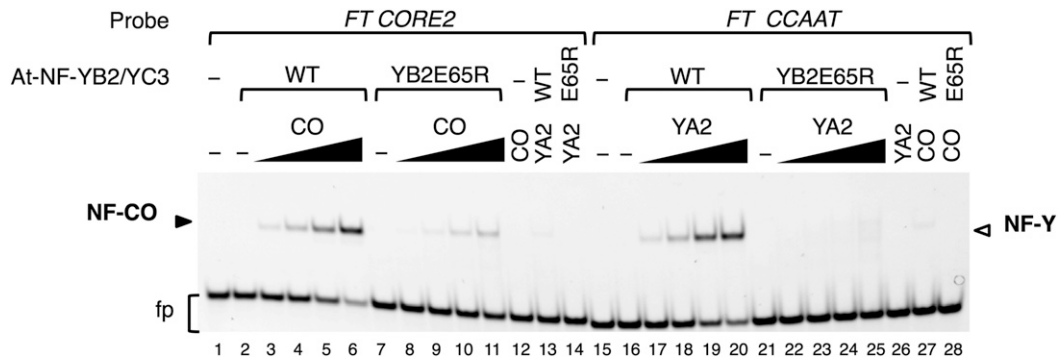 Probe FT CORE2 FT CCAAT
At-NF-YB2/YC3 – WT YB2E65R – WT E65R WT YB2E65R – WT E65R
– – CO – CO CO YA2 YA2 – – YA2 – YA2 YA2 CO CO
NF-CO NF-Y
fp
1 2 3 4 5 6 7 8 9 10 11 12 13 14 15 16 17 18 19 20 21 22 23 24 25 26 27 28